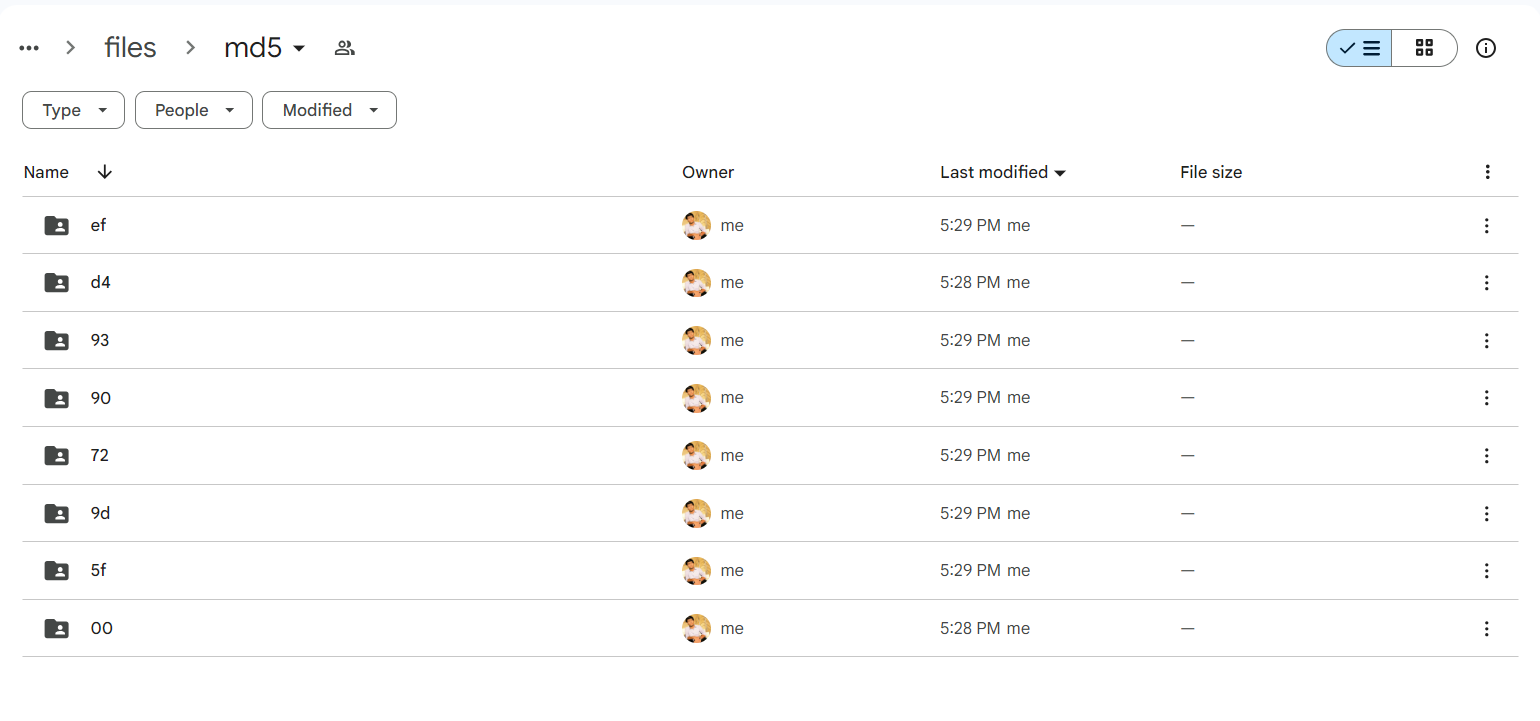 files md5
Type People Modified
Name Owner Last modified File size
ef me 5:29 PM me —
d4 me 5:28 PM me —
93 me 5:29 PM me —
90 me 5:29 PM me —
72 me 5:29 PM me —
9d me 5:29 PM me —
5f me 5:29 PM me —
00 me 5:28 PM me —